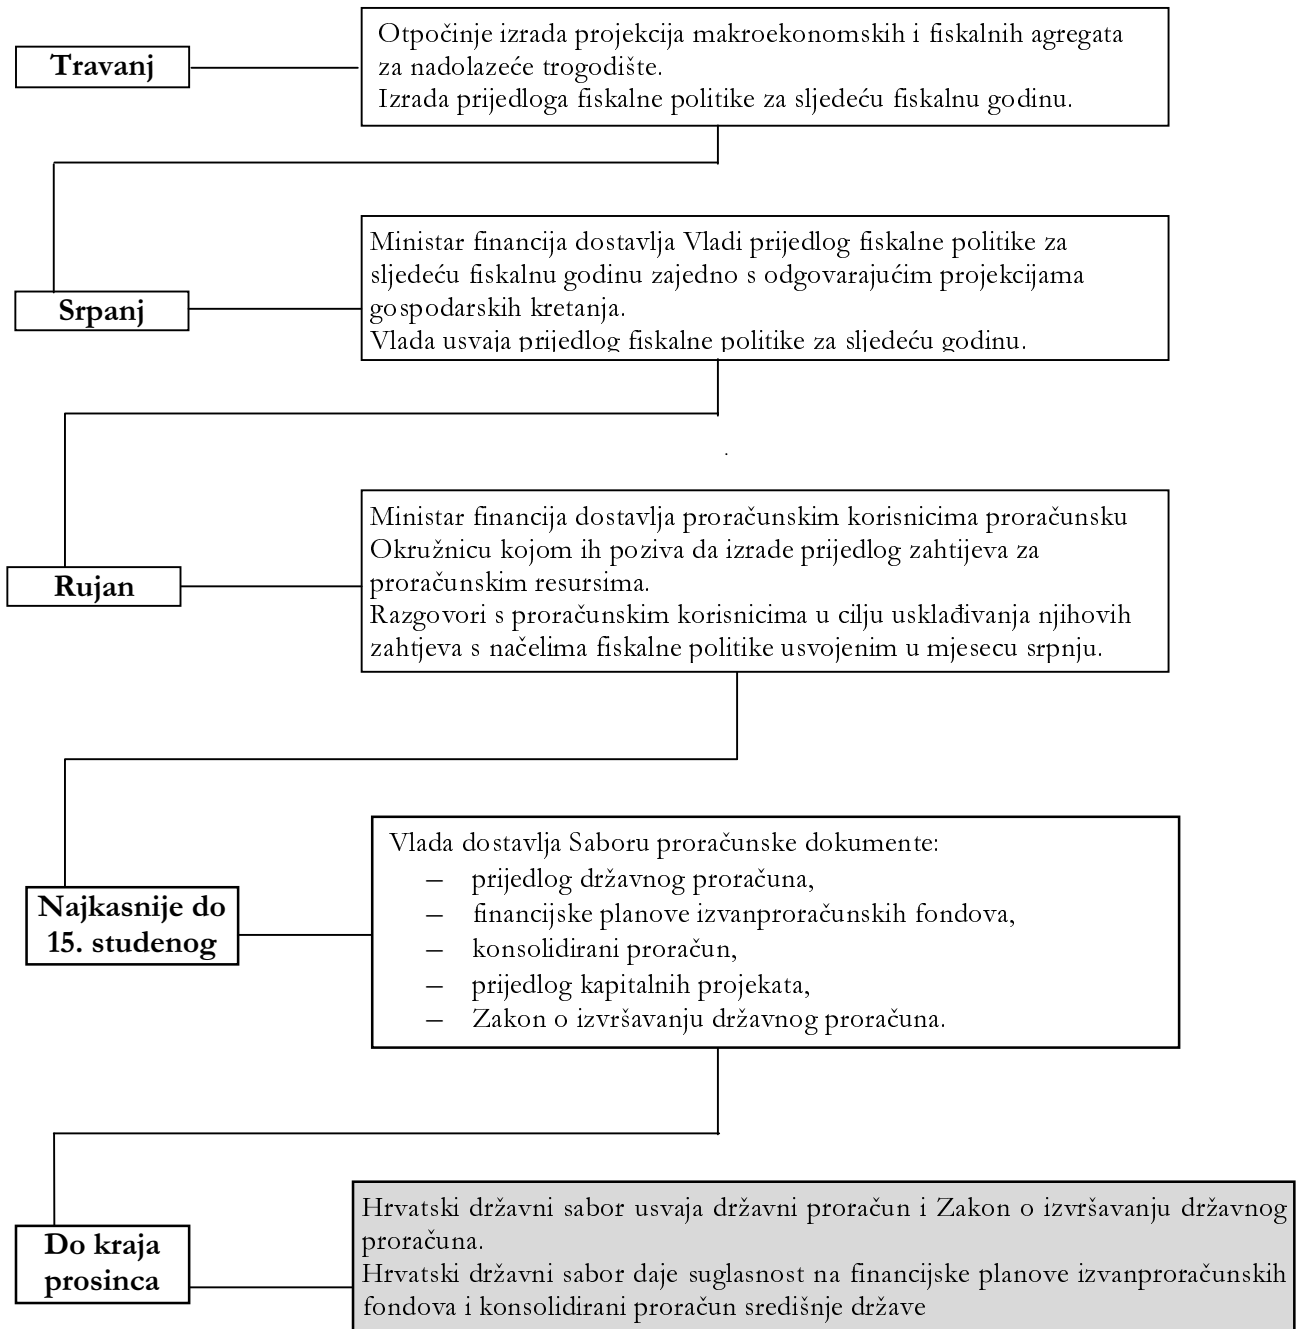 Travanj
Otpočinje izrada projekcija makroekonomskih i fiskalnih agregata
za nadolazeće trogodište.
Izrada prijedloga fiskalne politike za sljedeću fiskalnu godinu.
Srpanj
Ministar financija dostavlja Vladi prijedlog fiskalne politike za
sljedeću fiskalnu godinu zajedno s odgovarajućim projekcijama
gospodarskih kretanja.
Vlada usvaja prijedlog fiskalne politike za sljedeću godinu.
.
Rujan
Ministar financija dostavlja proračunskim korisnicima proračunsku
Okružnicu kojom ih poziva da izrade prijedlog zahtijeva za
proračunskim resursima.
Razgovori s proračunskim korisnicima u cilju usklađivanja njihovih
zahtjeva s načelima fiskalne politike usvojenim u mjesecu srpnju.
Najkasnije do
15. studenog
Vlada dostavlja Saboru proračunske dokumente:
– prijedlog državnog proračuna,
– financijske planove izvanproračunskih fondova,
– konsolidirani proračun,
– prijedlog kapitalnih projekata,
– Zakon o izvršavanju državnog proračuna.
Do kraja
prosinca
Hrvatski državni sabor usvaja državni proračun i Zakon o izvršavanju državnog
proračuna.
Hrvatski državni sabor daje suglasnost na financijske planove izvanproračunskih
fondova i konsolidirani proračun središnje države